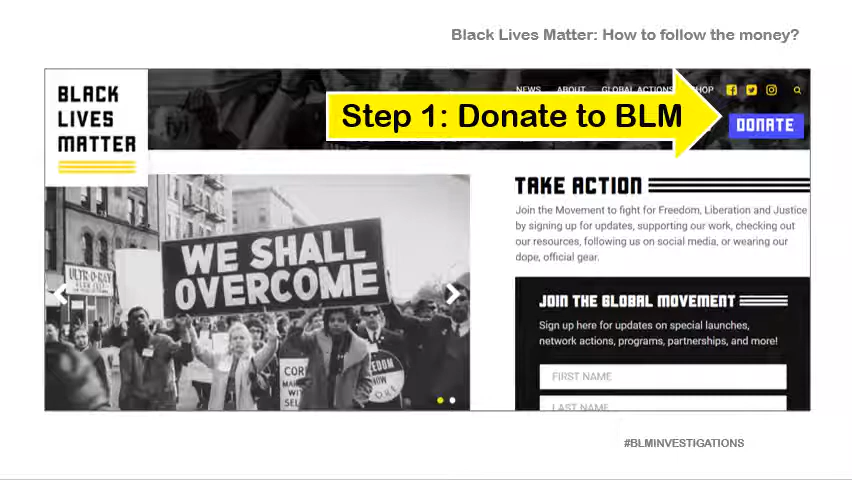 Black Lives Matter: How to follow the money?
BLACK
LIVES
MATTER
NEWS ABOUT GLOBAL ACTIONS SHOP
Step 1: Donate to BLM
DONATE
WE SHALL
OVERCOME
ULTR-O-RAY
TAKE ACTION
Join the Movement to fight for Freedom, Liberation and Justice
by signing up for updates, supporting our work, checking out
our resources, following us on social media, or wearing our
dope, official gear.
JOIN THE GLOBAL MOVEMENT
Sign up here for updates on special launches,
network actions, programs, partnerships, and more!
FIRST NAME
LAST NAME
#BLMINVESTIGATIONS